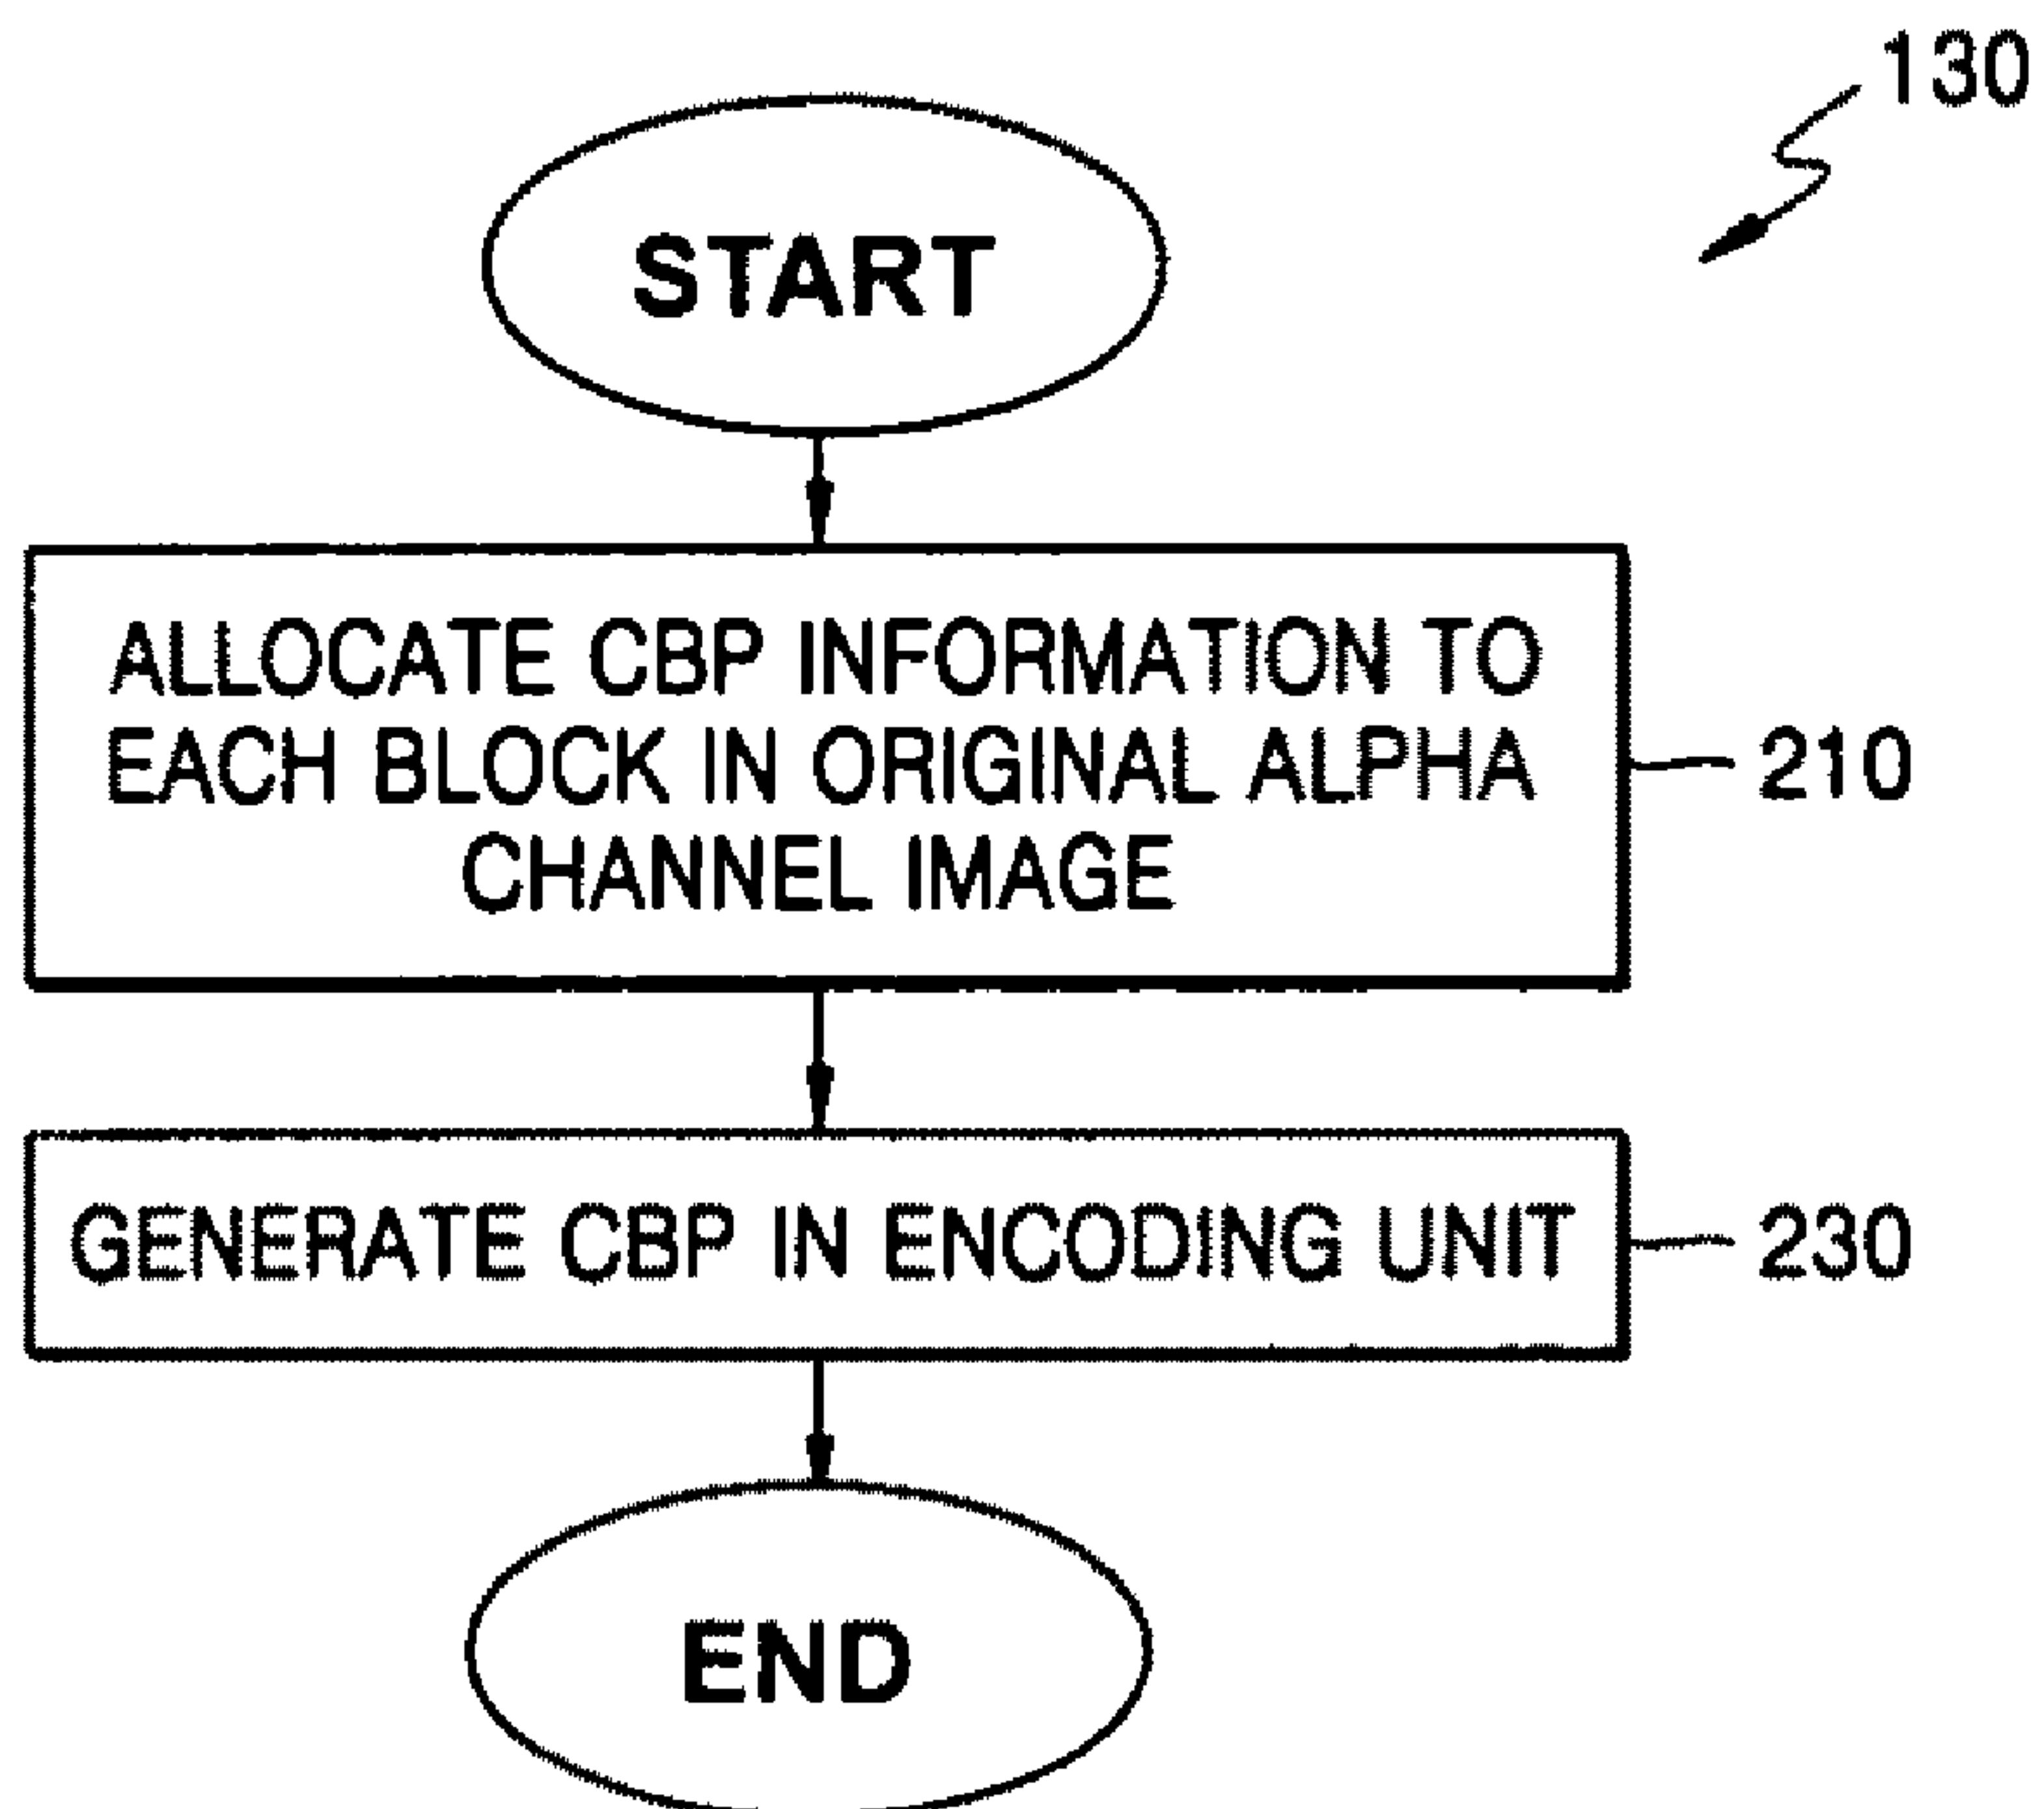 130
START
ALLOCATE CBP INFORMATION TO
EACH BLOCK IN ORIGINAL ALPHA
CHANNEL IMAGE
210
GENERATE CBP IN ENCODING UNIT
230
END